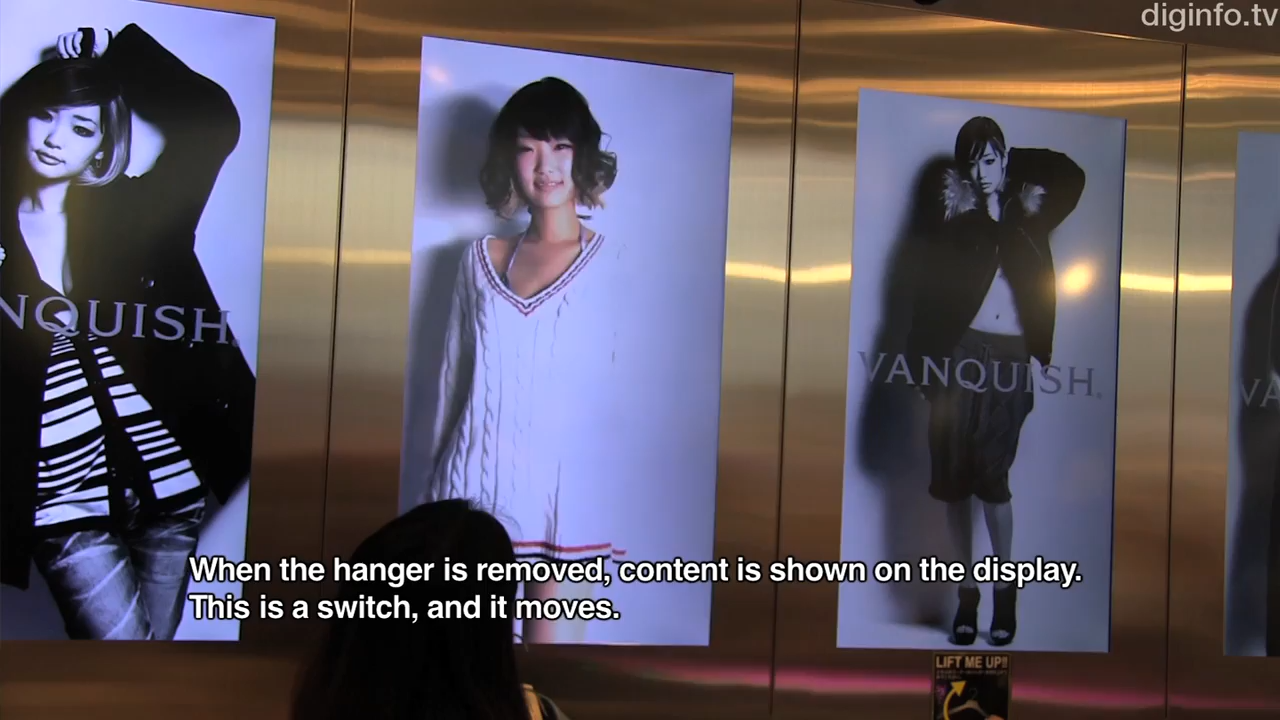 diginfo.tv
NQUISH.
VANQUISH.
VA
When the hanger is removed, content is shown on the display.
This is a switch, and it moves.
LIFT ME UP!!